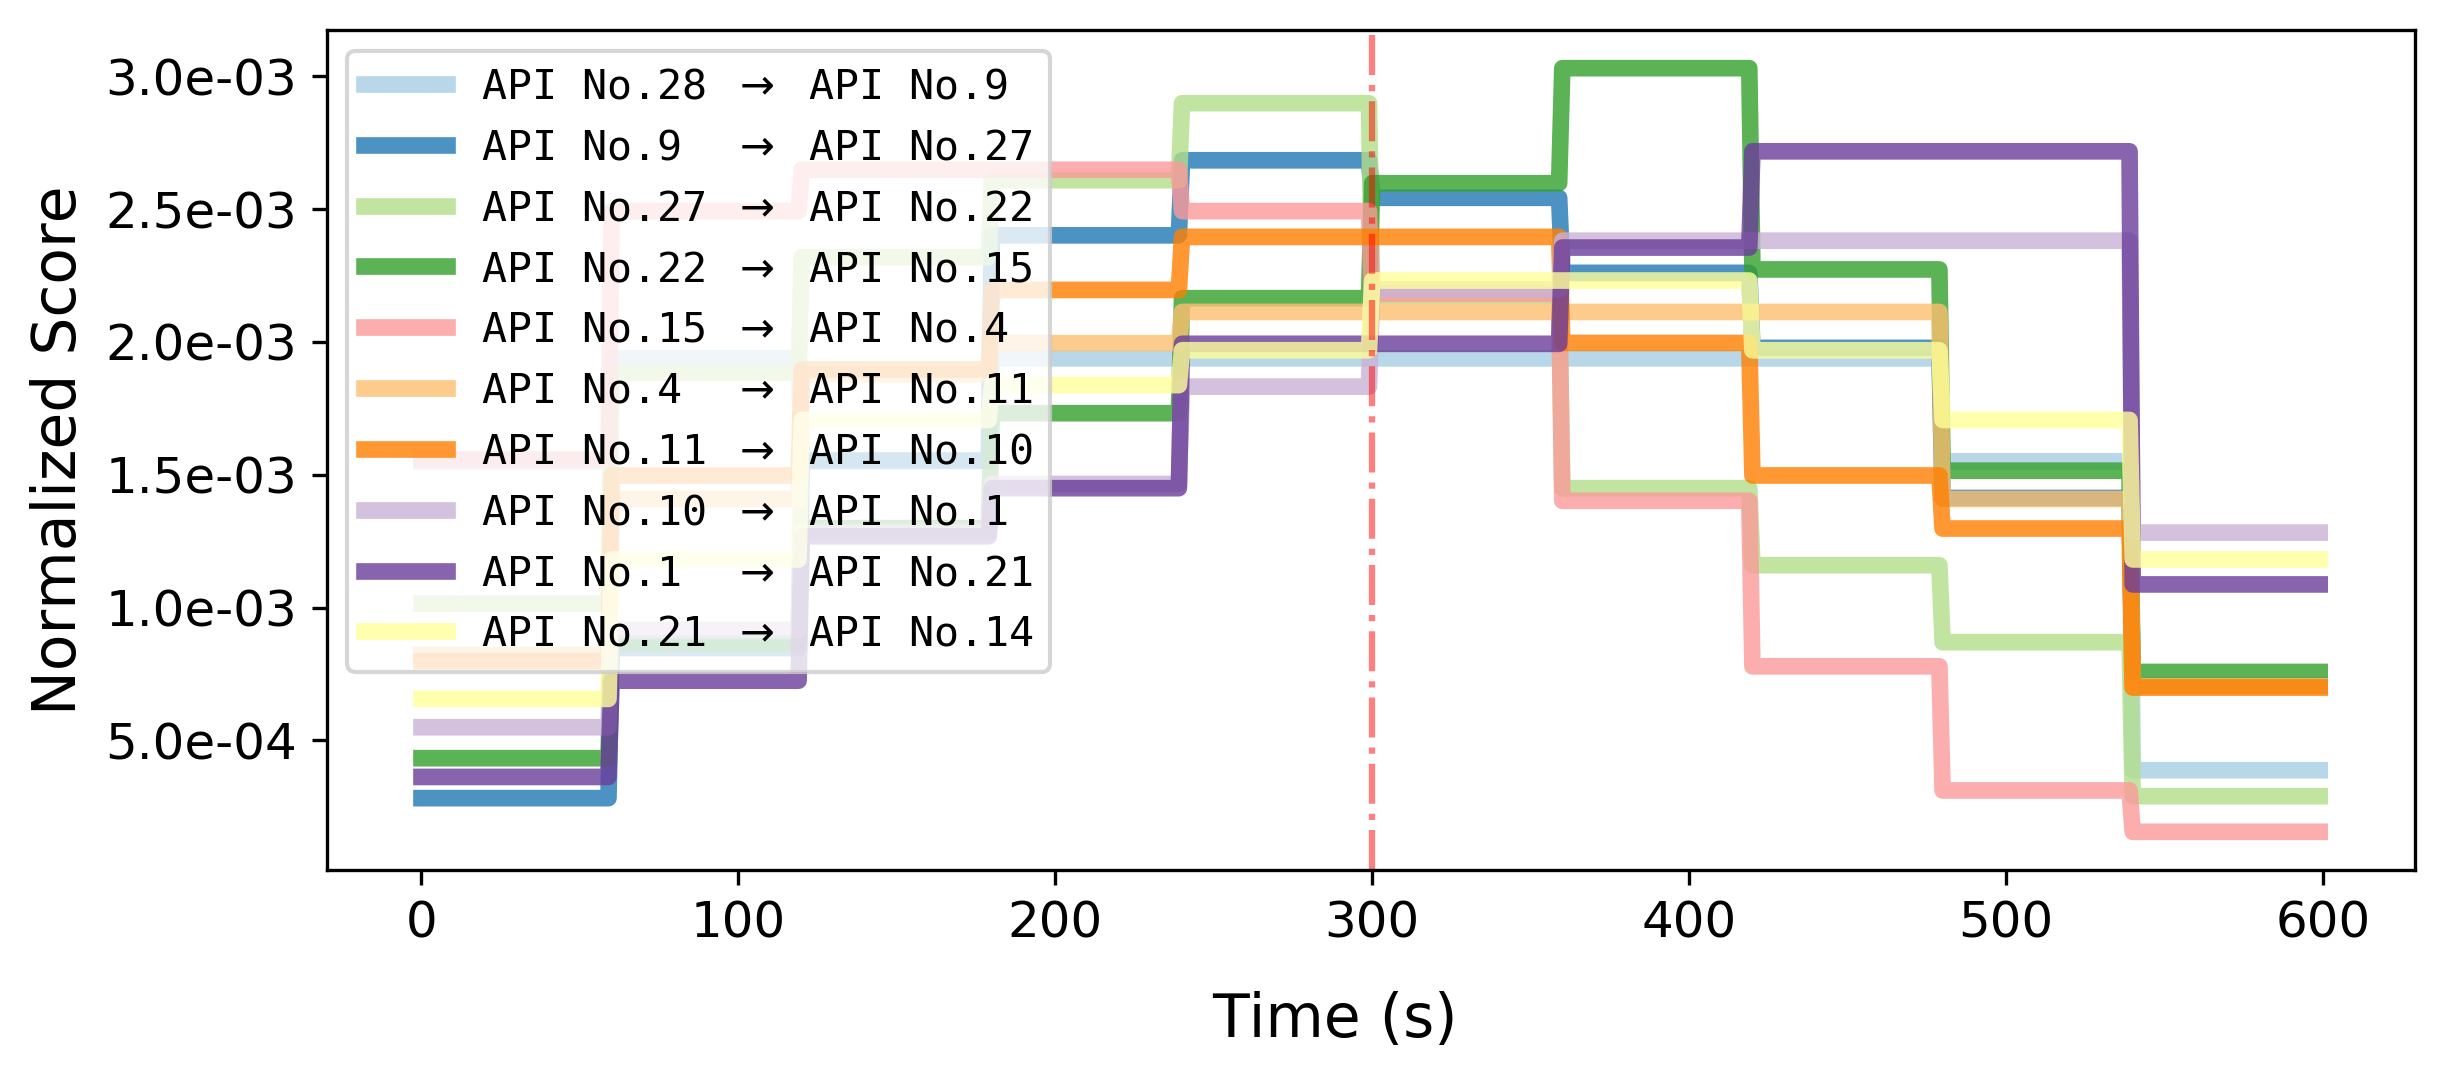 Normalized Score
3.0e-03
2.5e-03
2.0e-03
1.5e-03
1.0e-03
5.0e-04
API No.28 → API No.9
API No.9 → API No.27
API No.27 → API No.22
API No.22 → API No.15
API No.15 → API No.4
API No.4 → API No.11
API No.11 → API No.10
API No.10 → API No.1
API No.1 → API No.21
API No.21 → API No.14
0 100 200 300 400 500 600
Time (s)